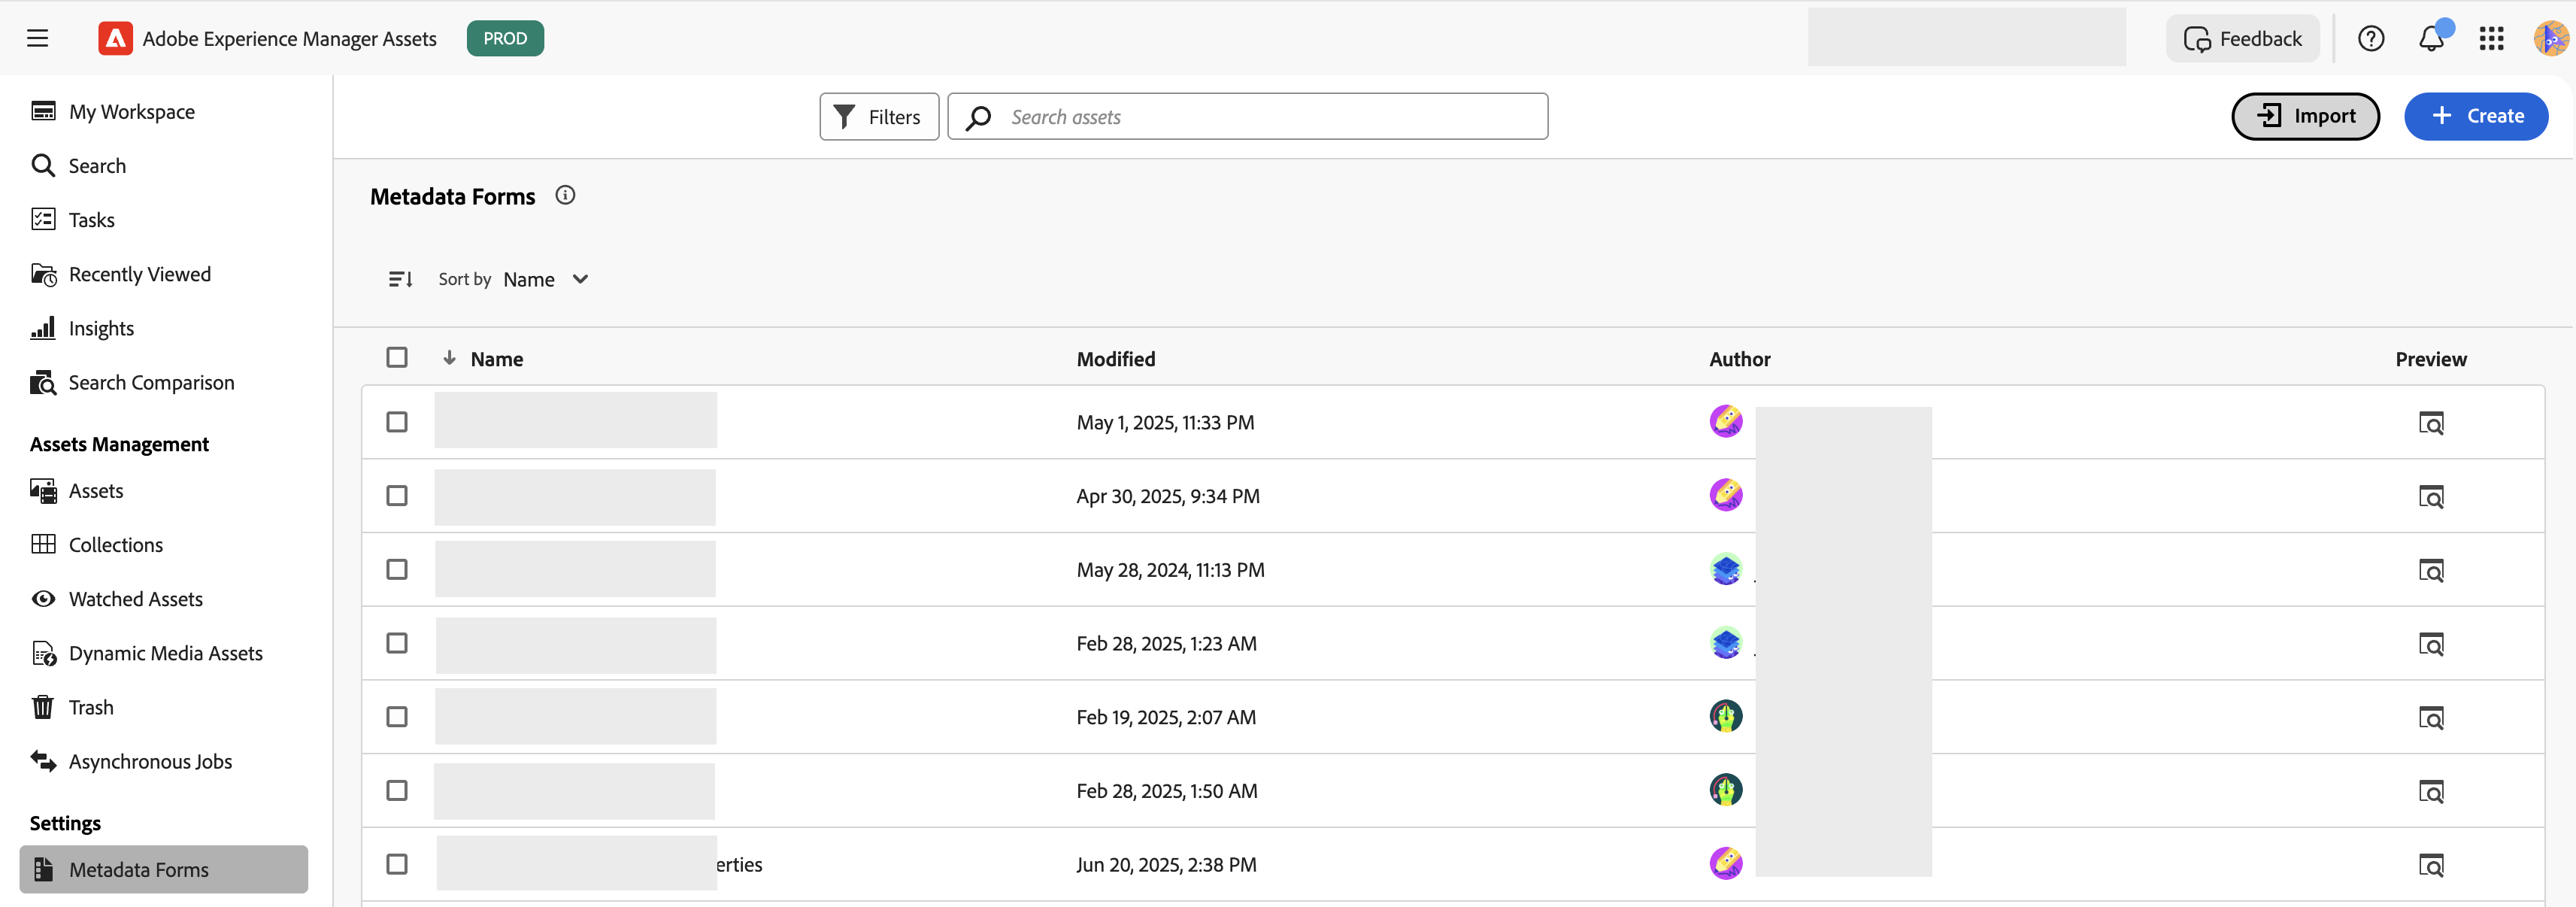 Adobe Experience Manager Assets
PROD
Feedback
My Workspace
Search
Tasks
Recently Viewed
Insights
Search Comparison
Assets Management
Assets
Collections
Watched Assets
Dynamic Media Assets
Trash
Asynchronous Jobs
Settings
Metadata Forms
Filters
Search assets
Import
Create
Metadata Forms
Sort by Name
Name Modified Author Preview
May 1, 2025, 11:33 PM
Apr 30, 2025, 9:34 PM
May 28, 2024, 11:13 PM
Feb 28, 2025, 1:23 AM
Feb 19, 2025, 2:07 AM
Feb 28, 2025, 1:50 AM
erties Jun 20, 2025, 2:38 PM